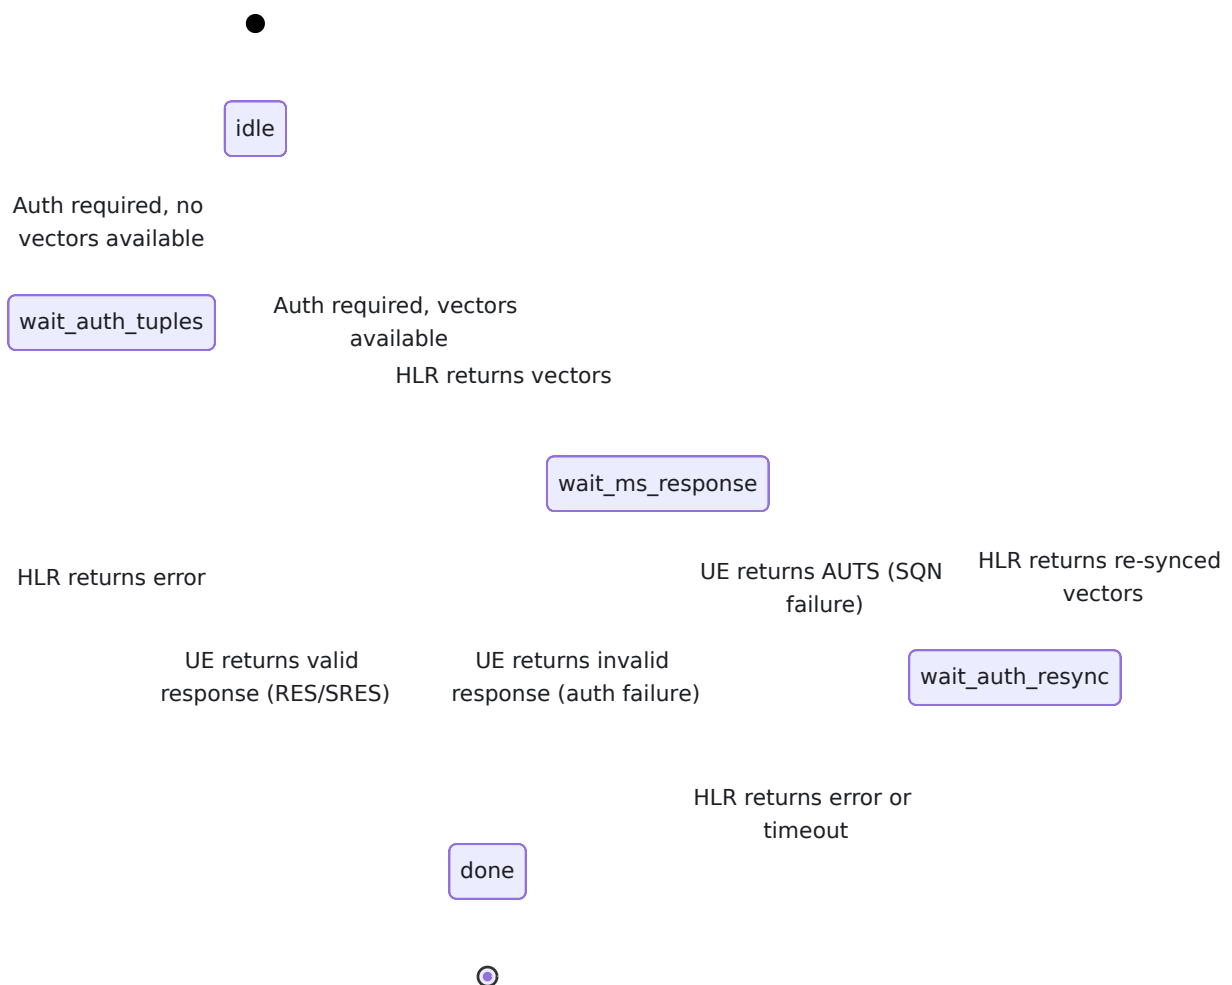 idle
Auth required, no
vectors available
wait_auth_tuples
Auth required, vectors
available
HLR returns vectors
wait_ms_response
HLR returns error
UE returns AUTS (SQN
failure)
HLR returns re-synced
vectors
UE returns valid
response (RES/SRES)
UE returns invalid
response (auth failure)
wait_auth_resync
HLR returns error or
timeout
done